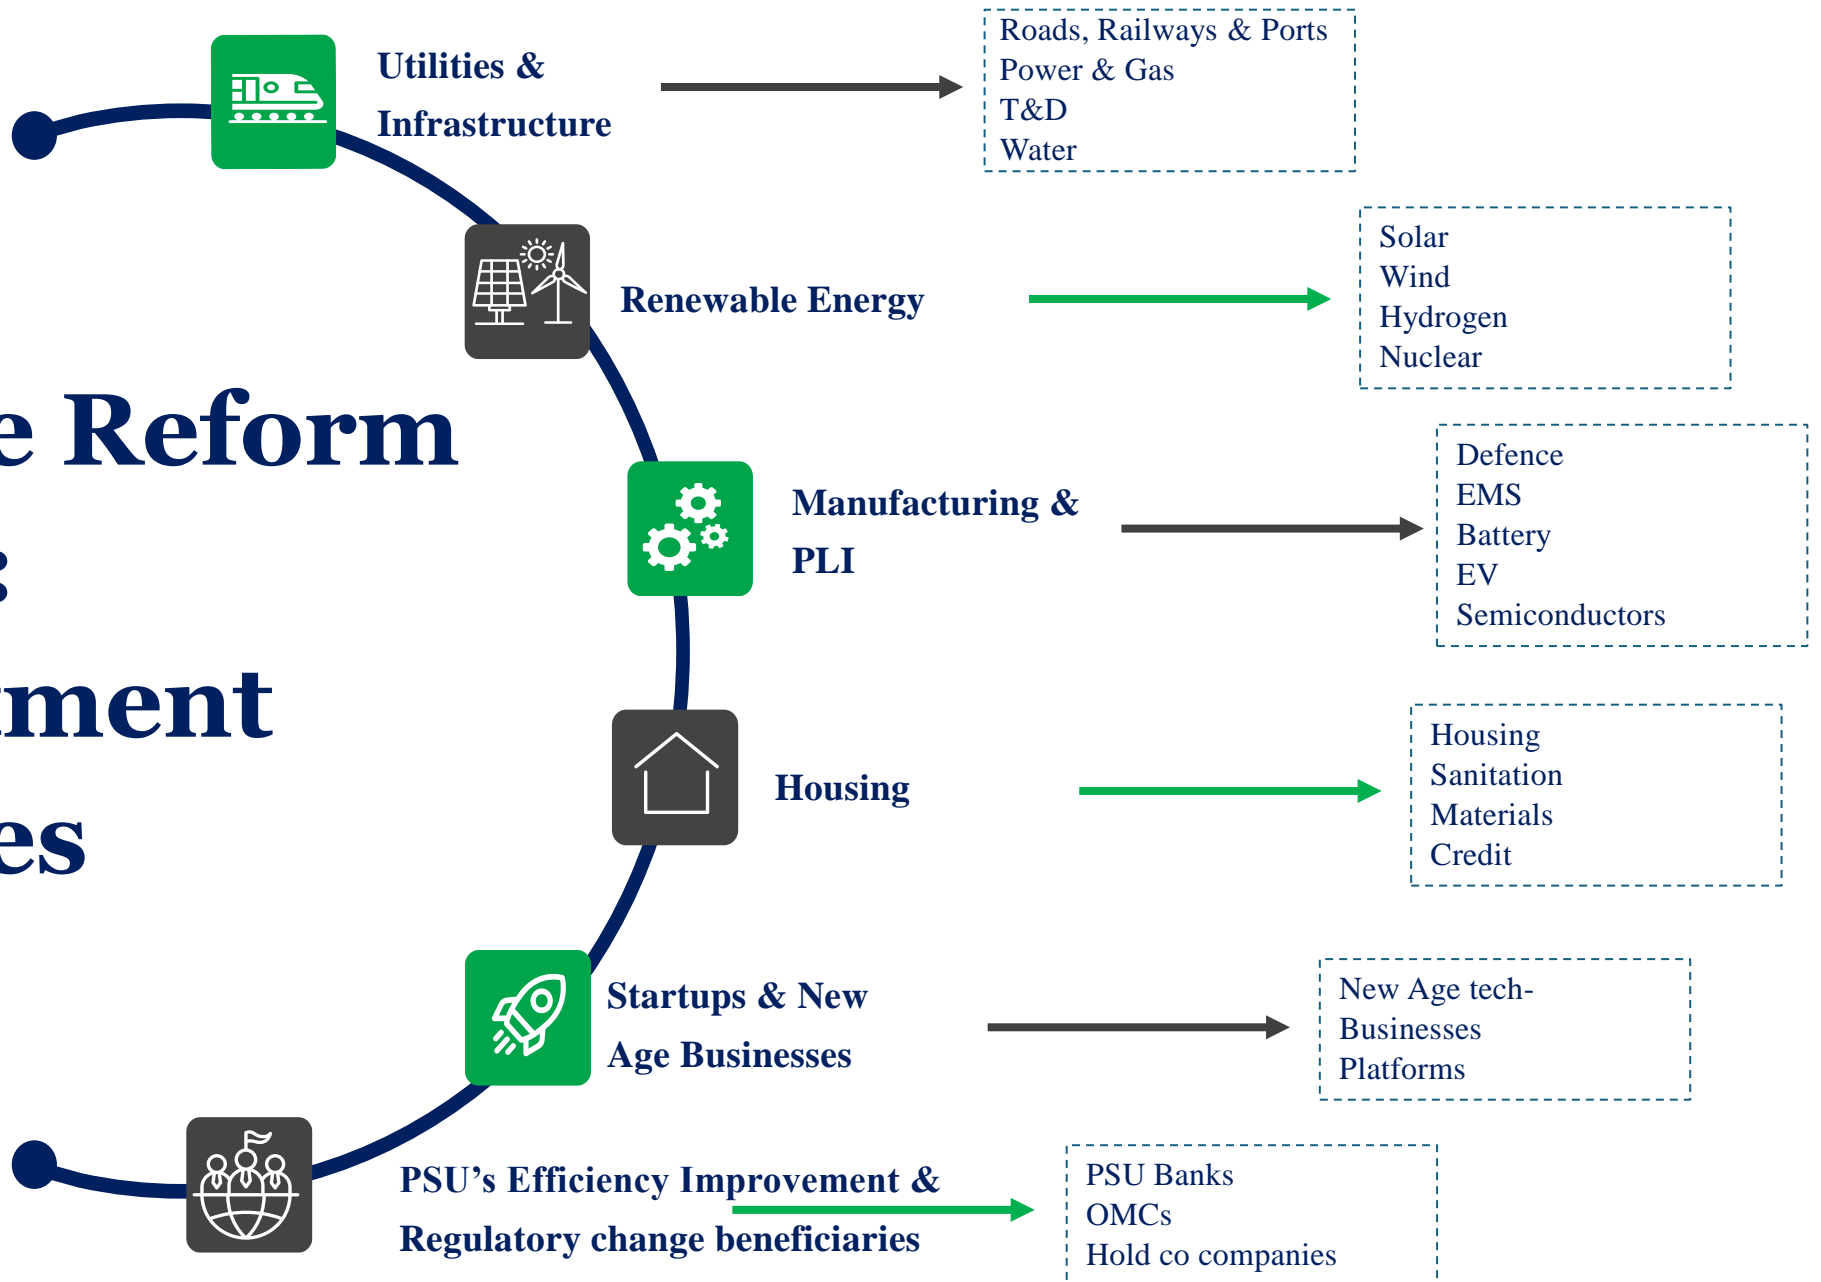 Utilities &
Infrastructure
Roads, Railways & Ports
Power & Gas
T&D
Water
Renewable Energy
Solar
Wind
Hydrogen
Nuclear
e Reform
:
tment
es
Manufacturing &
PLI
Defence
EMS
Battery
EV
Semiconductors
Housing
Housing
Sanitation
Materials
Credit
Startups & New
Age Businesses
New Age tech-
Businesses
Platforms
PSU's Efficiency Improvement &
Regulatory change beneficiaries
PSU Banks
OMCs
Hold co companies